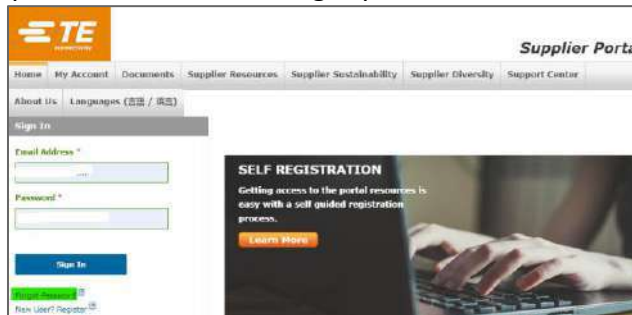 TE
Supplier Porta
Home My Account Documents Supplier Resources Supplier Sustainability Supplier Diversity Support Center
About Us Languages (言語 / 语言)
Sign In
Email Address *
Password *
Sign In
Forgot Password
New User? Register
SELF REGISTRATION
Getting access to the portal resources is
easy with a self guided registration
process.
Learn More